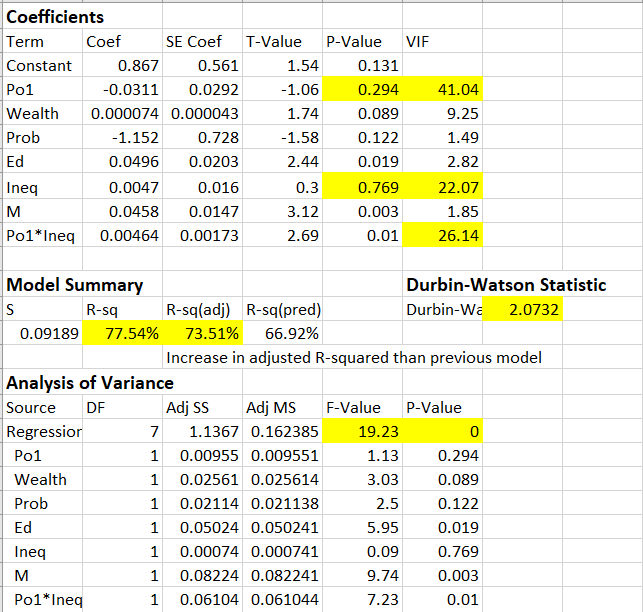 Coefficients
Term Coef SE Coef T-Value P-Value VIF
Constant 0.867 0.561 1.54 0.131
Po1 -0.0311 0.0292 -1.06 0.294 41.04
Wealth 0.000074 0.000043 1.74 0.089 9.25
Prob -1.152 0.728 -1.58 0.122 1.49
Ed 0.0496 0.0203 2.44 0.019 2.82
Ineq 0.0047 0.016 0.3 0.769 22.07
M 0.0458 0.0147 3.12 0.003 1.85
Po1*Ineq 0.00464 0.00173 2.69 0.01 26.14
Model Summary Durbin-Watson Statistic
S R-sq R-sq(adj) R-sq(pred) Durbin-Wa 2.0732
0.09189 77.54% 73.51% 66.92%
Increase in adjusted R-squared than previous model
Analysis of Variance
Source DF Adj SS Adj MS F-Value P-Value
Regression 7 1.1367 0.162385 19.23 0
Po1 1 0.00955 0.009551 1.13 0.294
Wealth 1 0.02561 0.025614 3.03 0.089
Prob 1 0.02114 0.021138 2.5 0.122
Ed 1 0.05024 0.050241 5.95 0.019
Ineq 1 0.00074 0.000741 0.09 0.769
M 1 0.08224 0.082241 9.74 0.003
Po1*Ineq 1 0.06104 0.061044 7.23 0.01